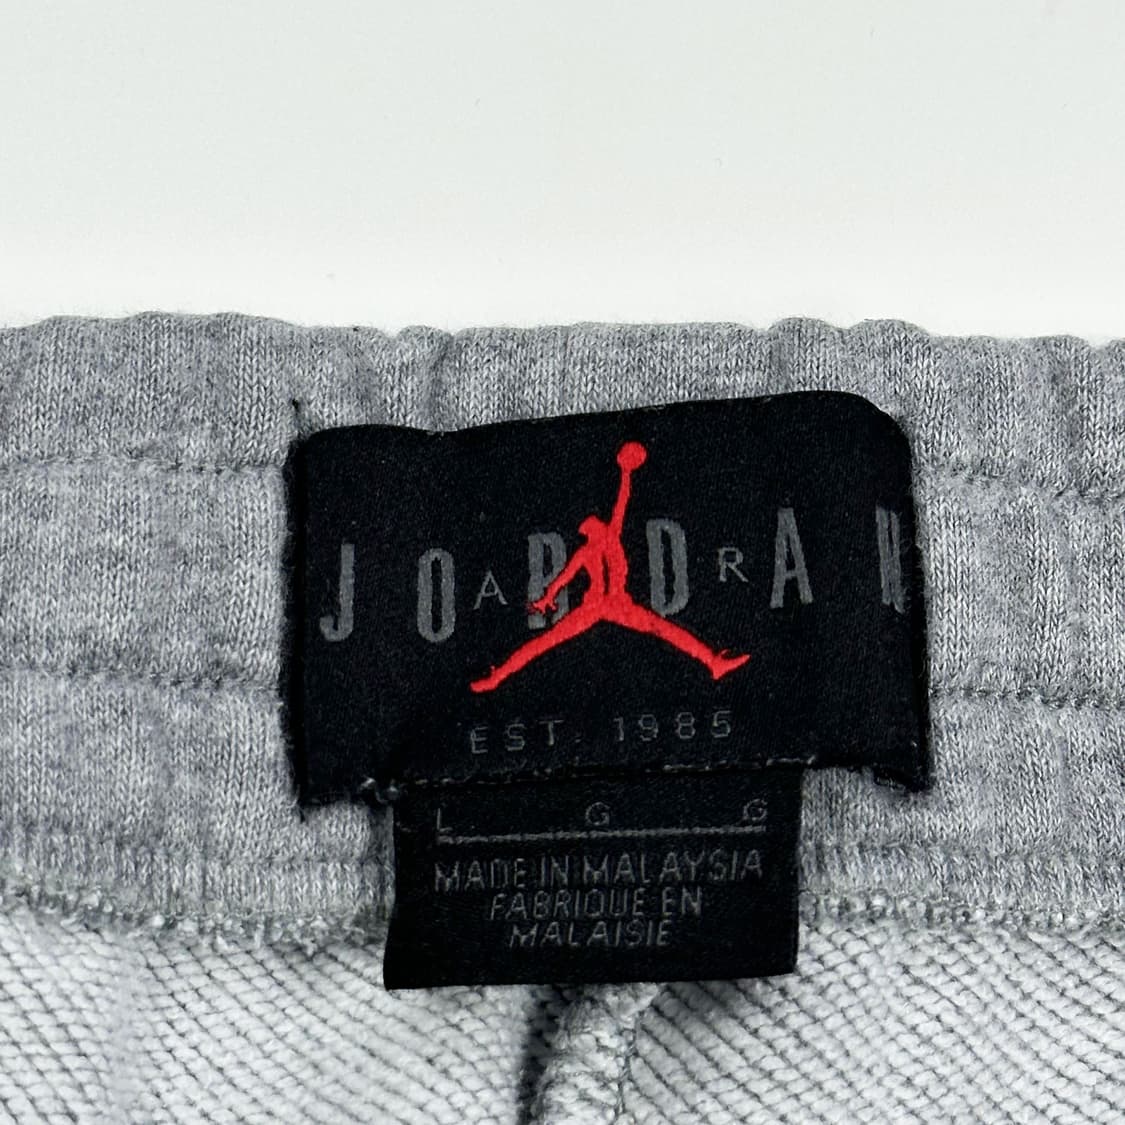 JORDAN
AIR
EST. 1985
L G G
MADE IN MALAYSIA
FABRIQUE EN
MALAISIE